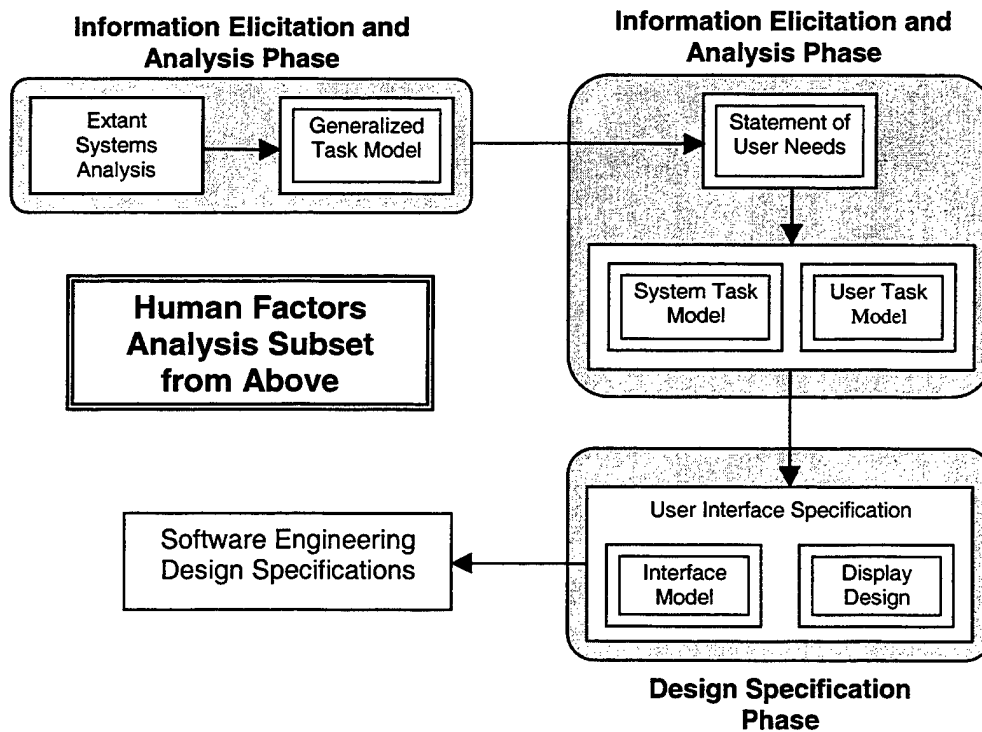 Information Elicitation and
Analysis Phase
Extant
Systems
Analysis
Generalized
Task Model
Information Elicitation and
Analysis Phase
Statement of
User Needs
System Task
Model
User Task
Model
Human Factors
Analysis Subset
from Above
User Interface Specification
Interface
Model
Display
Design
Software Engineering
Design Specifications
Design Specification
Phase